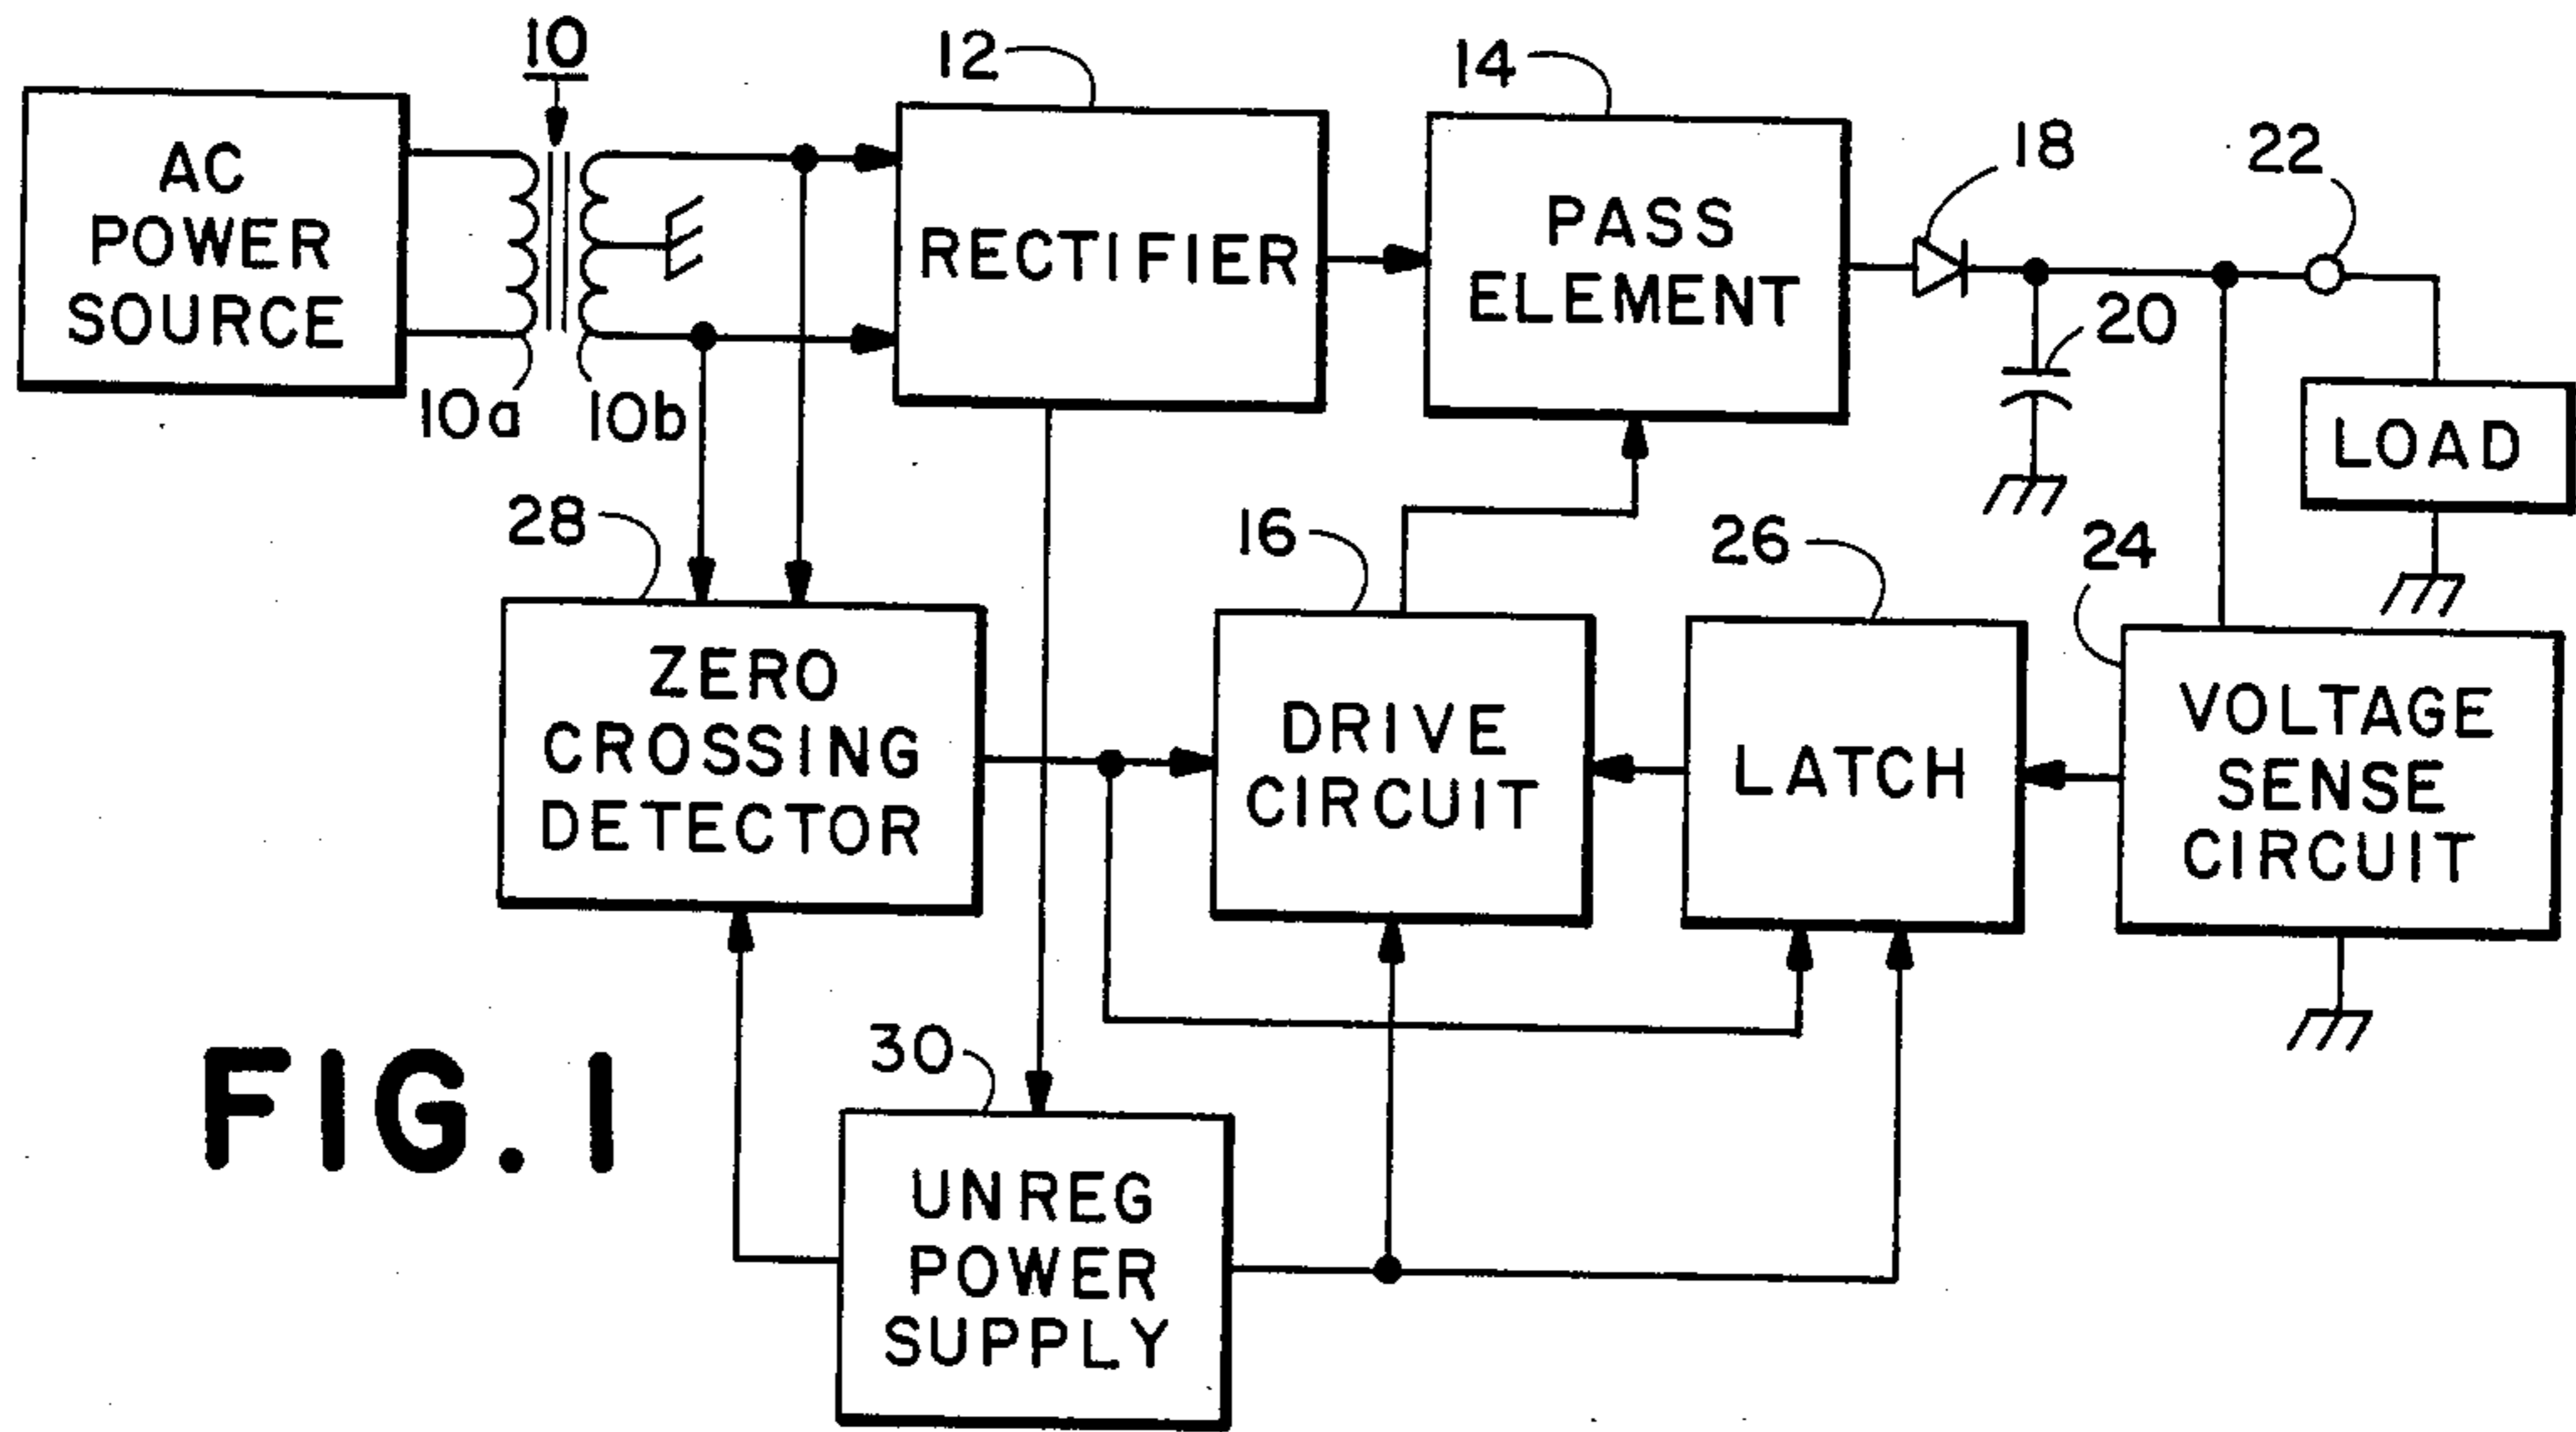 10
12
14
18
22
AC
POWER
SOURCE
RECTIFIER
PASS
ELEMENT
20
10a
10b
LOAD
28
16
26
24
ZERO
CROSSING
DETECTOR
DRIVE
CIRCUIT
LATCH
VOLTAGE
SENSE
CIRCUIT
30
FIG. 1
UNREG
POWER
SUPPLY